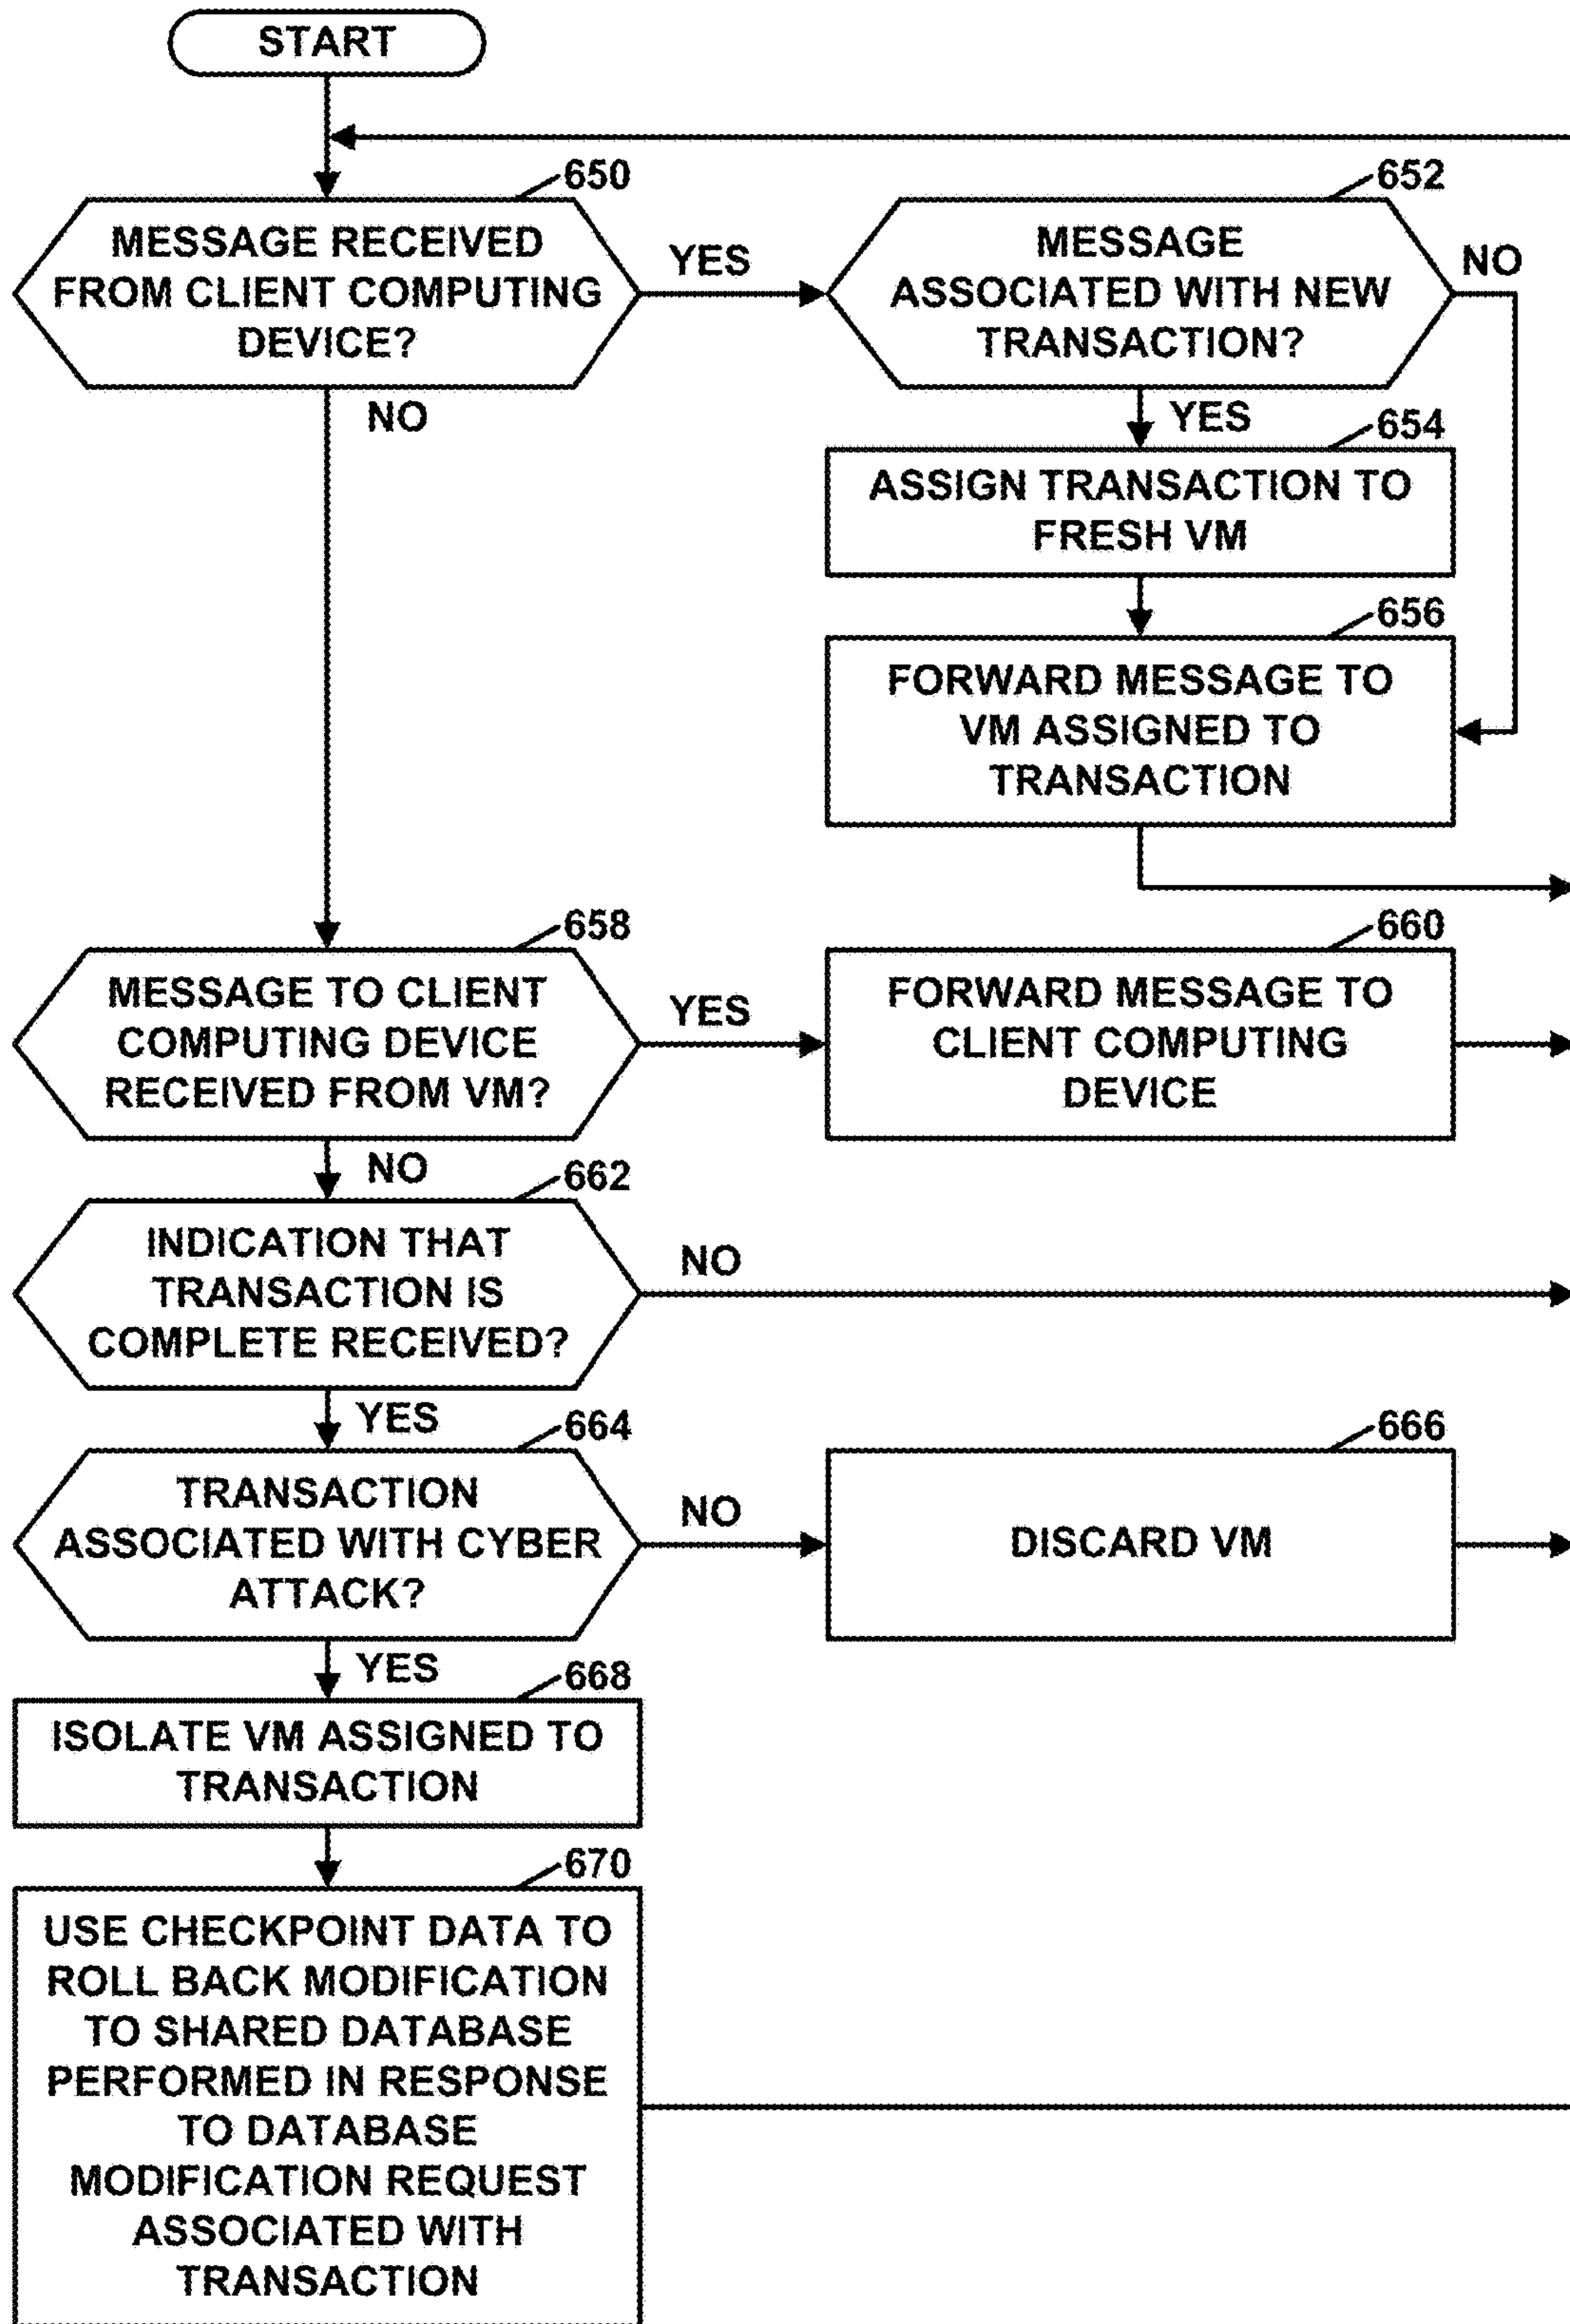 START
650
MESSAGE RECEIVED
FROM CLIENT COMPUTING
DEVICE?
YES
NO
652
MESSAGE
ASSOCIATED WITH NEW
TRANSACTION?
NO
YES
654
ASSIGN TRANSACTION TO
FRESH VM
656
FORWARD MESSAGE TO
VM ASSIGNED TO
TRANSACTION
658
MESSAGE TO CLIENT
COMPUTING DEVICE
RECEIVED FROM VM?
YES
NO
660
FORWARD MESSAGE TO
CLIENT COMPUTING
DEVICE
662
INDICATION THAT
TRANSACTION IS
COMPLETE RECEIVED?
NO
YES
664
TRANSACTION
ASSOCIATED WITH CYBER
ATTACK?
NO
YES
666
DISCARD VM
668
ISOLATE VM ASSIGNED TO
TRANSACTION
670
USE CHECKPOINT DATA TO
ROLL BACK MODIFICATION
TO SHARED DATABASE
PERFORMED IN RESPONSE
TO DATABASE
MODIFICATION REQUEST
ASSOCIATED WITH
TRANSACTION